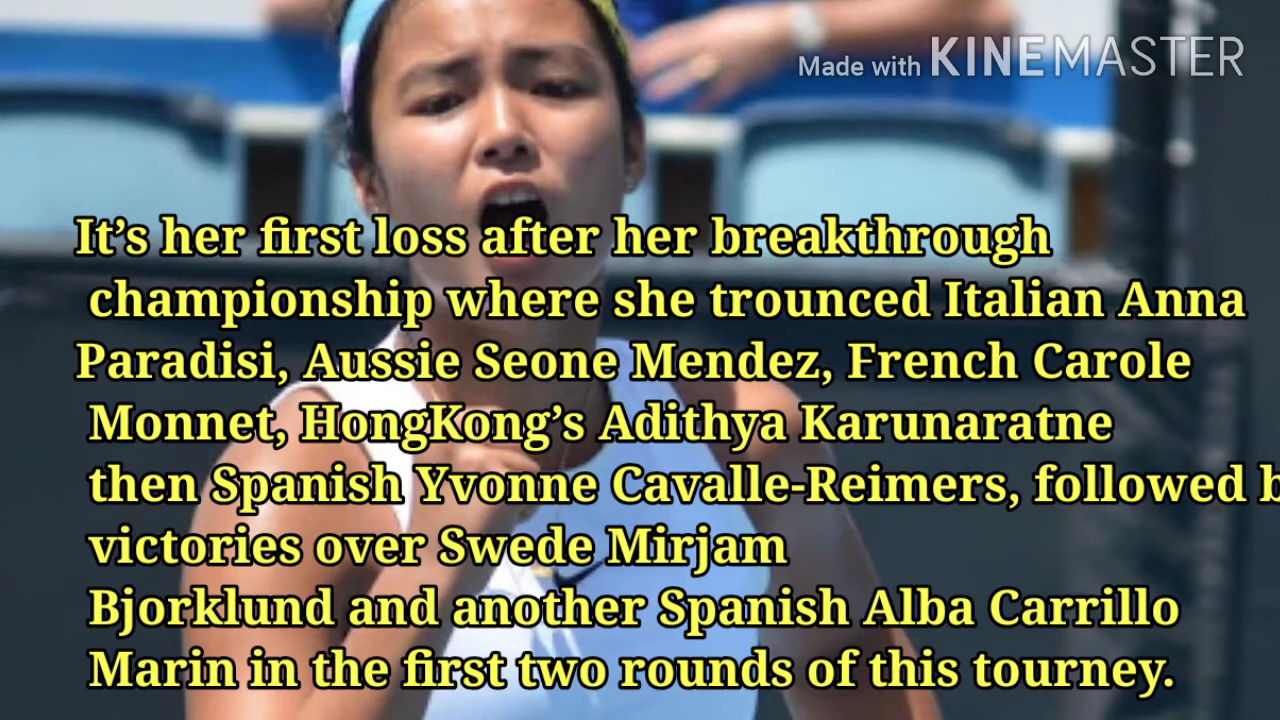 Made with KINEMASTER
It’s her first loss after her breakthrough
championship where she trounced Italian Anna
Paradisi, Aussie Seone Mendez, French Carole
Monnet, HongKong’s Adithya Karunaratne
then Spanish Yvonne Cavalle-Reimers, followed
victories over Swede Mirjam
Bjorklund and another Spanish Alba Carrillo
Marin in the first two rounds of this tourney.